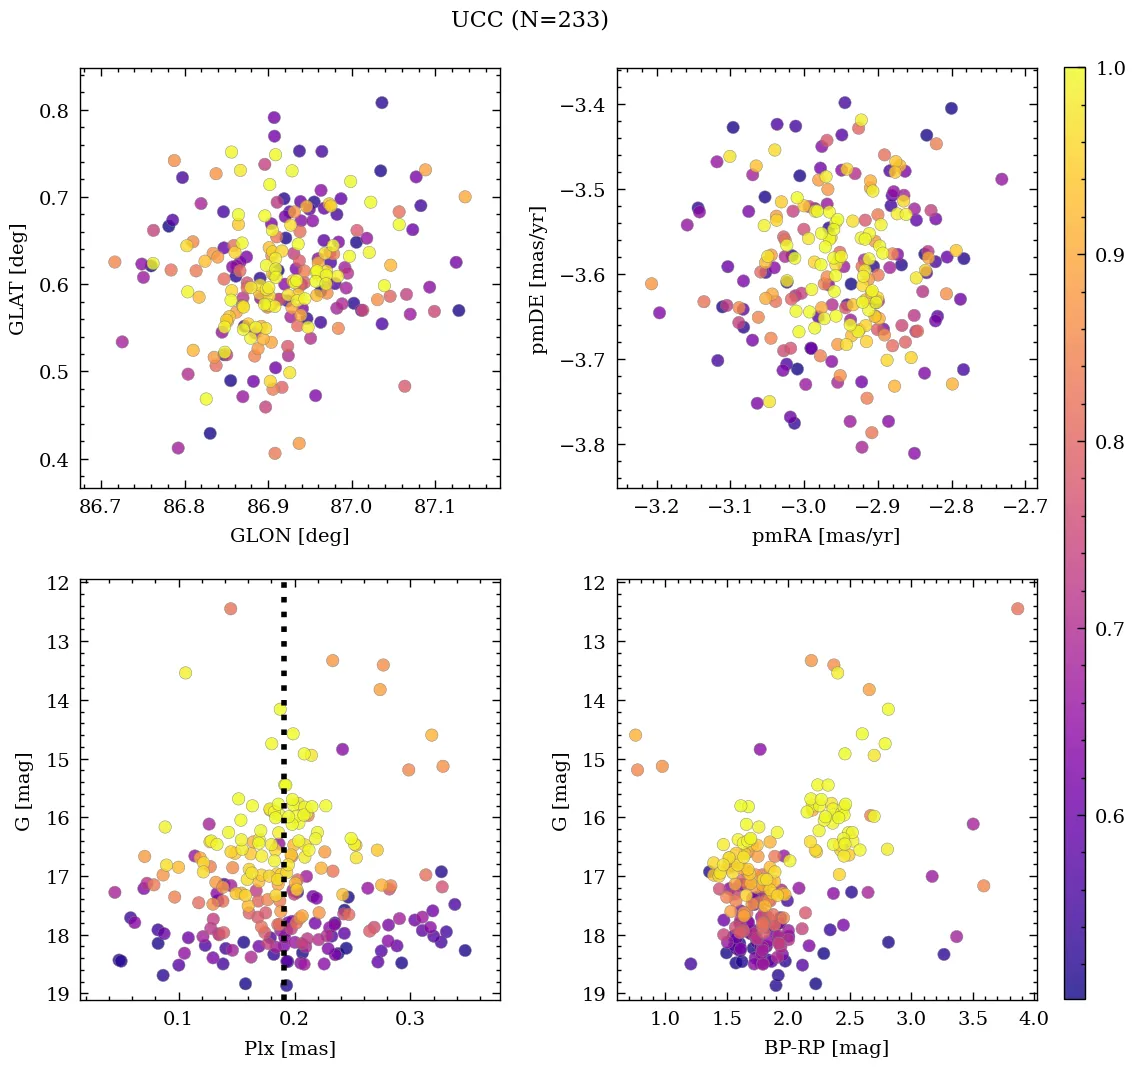 UCC (N=233)
0.8
0.7
0.6
0.5
0.4
GLAT [deg]
86.7 86.8 86.9 87.0 87.1
GLON [deg]
−3.4
−3.5
−3.6
−3.7
−3.8
pmDE [mas/yr]
−3.2 −3.1 −3.0 −2.9 −2.8 −2.7
pmRA [mas/yr]
12
13
14
15
16
17
18
19
G [mag]
0.1 0.2 0.3
Plx [mas]
12
13
14
15
16
17
18
19
G [mag]
1.0 1.5 2.0 2.5 3.0 3.5 4.0
BP-RP [mag]
1.0
0.9
0.8
0.7
0.6